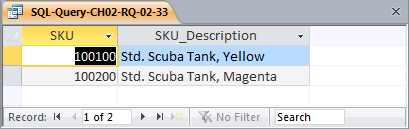 SQL-Query-CH02-RQ-02-33
SKU SKU_Description
100100 Std. Scuba Tank, Yellow
100200 Std. Scuba Tank, Magenta
Record: 1 of 2 No Filter Search